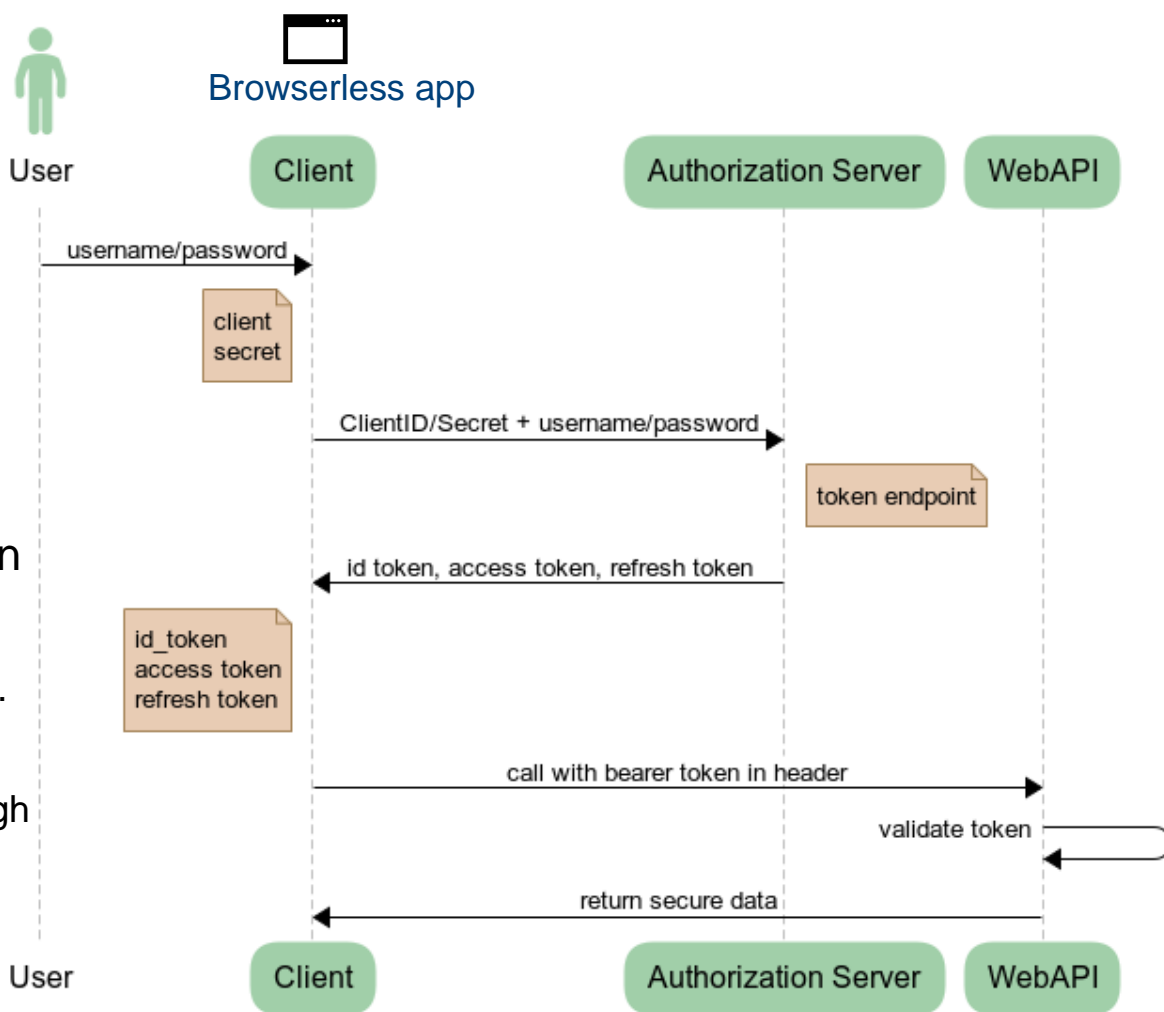 Browserless app
User
Client
Authorization Server
WebAPI
username/password
client
secret
ClientID/Secret + username/password
token endpoint
n
id token, access token, refresh token
id_token
access token
refresh token
.
call with bearer token in header
gh
validate token
return secure data
User
Client
Authorization Server
WebAPI